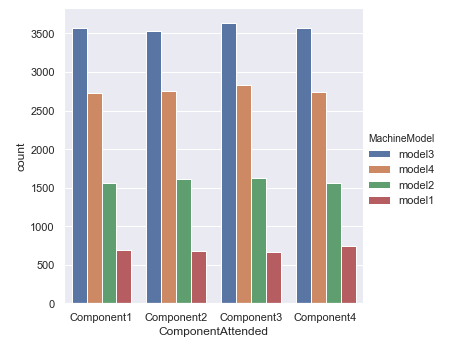 3500
3000
2500
2000
1500
1000
500
0
count
Component1 Component2 Component3 Component4
ComponentAttended
MachineModel
model3
model4
model2
model1